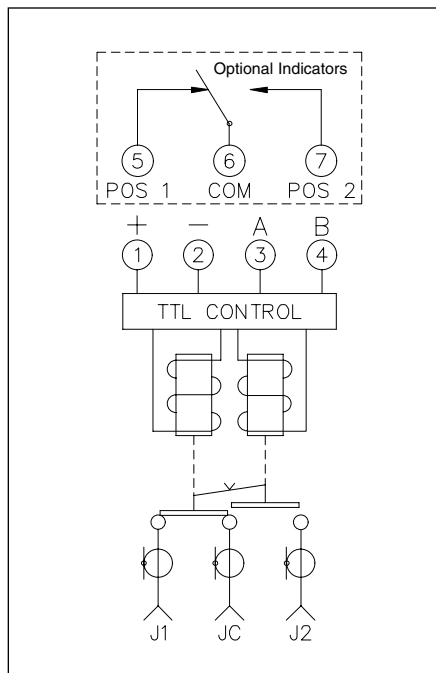 Optional Indicators
5 6 7
POS 1 COM POS 2
+ − A B
1 2 3 4
TTL CONTROL
J1 JC J2